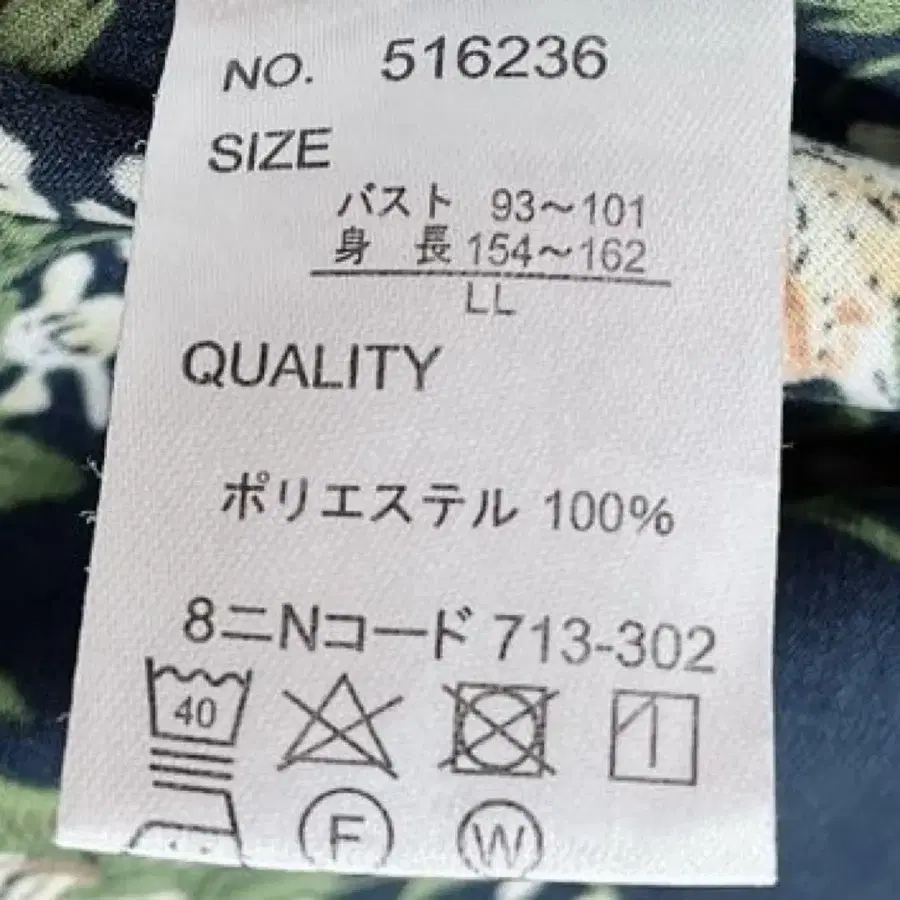 NO. 516236
SIZE
バスト 93～101
身 長 154～162
LL
QUALITY
ポリエステル 100%
8ニNコード 713-302
40
F W